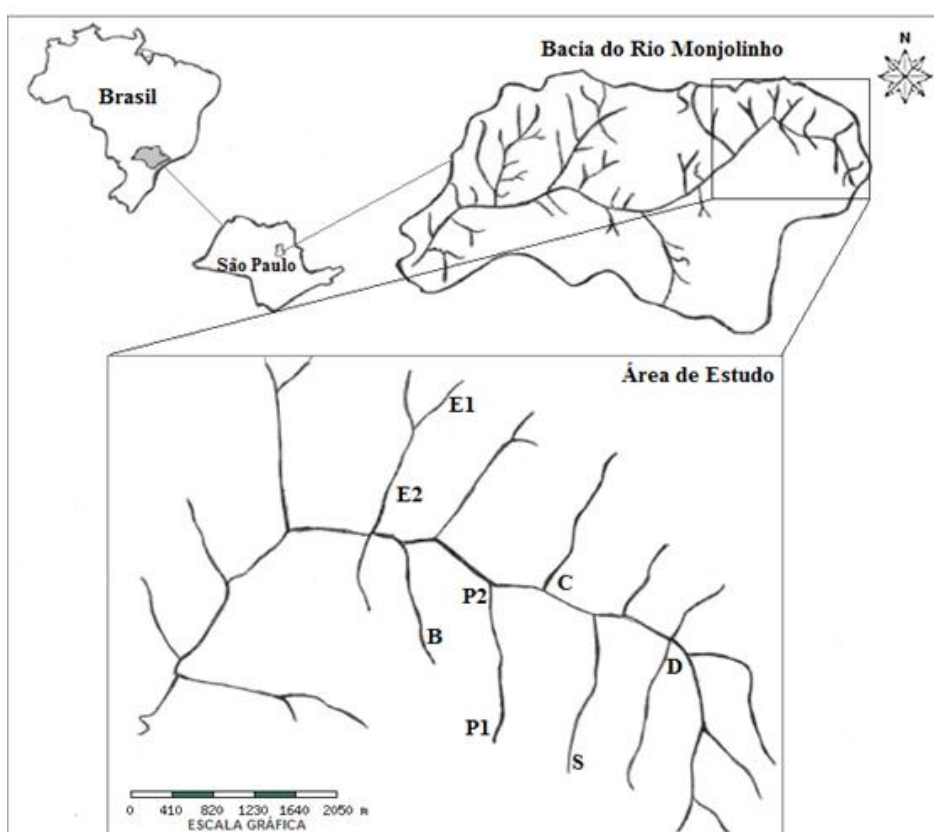 Bacia do Rio Monjolinho
N
Brasil
São Paulo
Área de Estudo
E1
E2
C
P2
B
D
P1
S
0 410 820 1230 1640 2050 m
ESCALA GRÁFICA